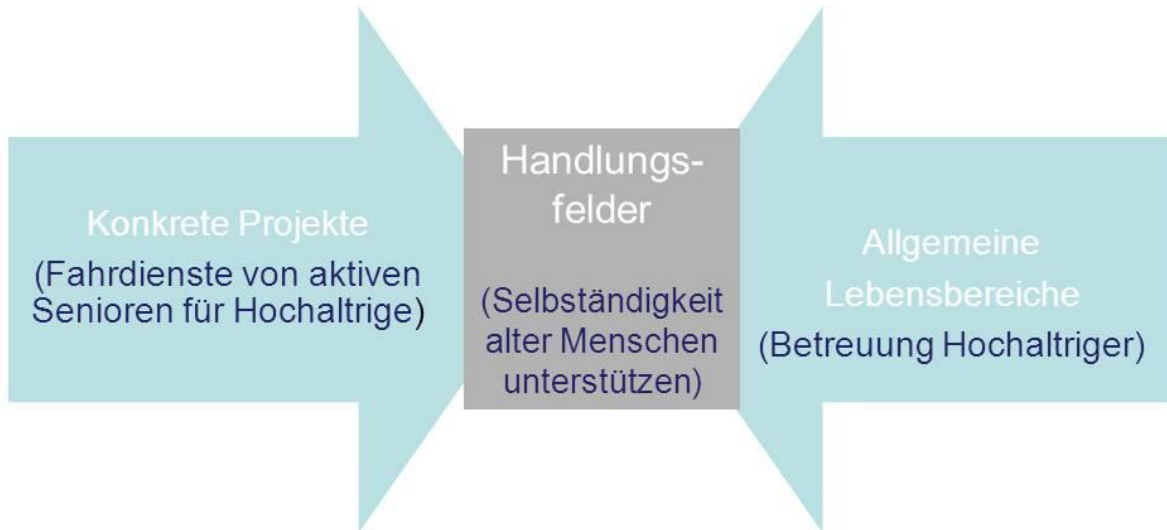 Konkrete Projekte
(Fahrdienste von aktiven
Senioren für Hochaltrige)
Handlungs-
felder
(Selbständigkeit
alter Menschen
unterstützen)
Allgemeine
Lebensbereiche
(Betreuung Hochaltriger)